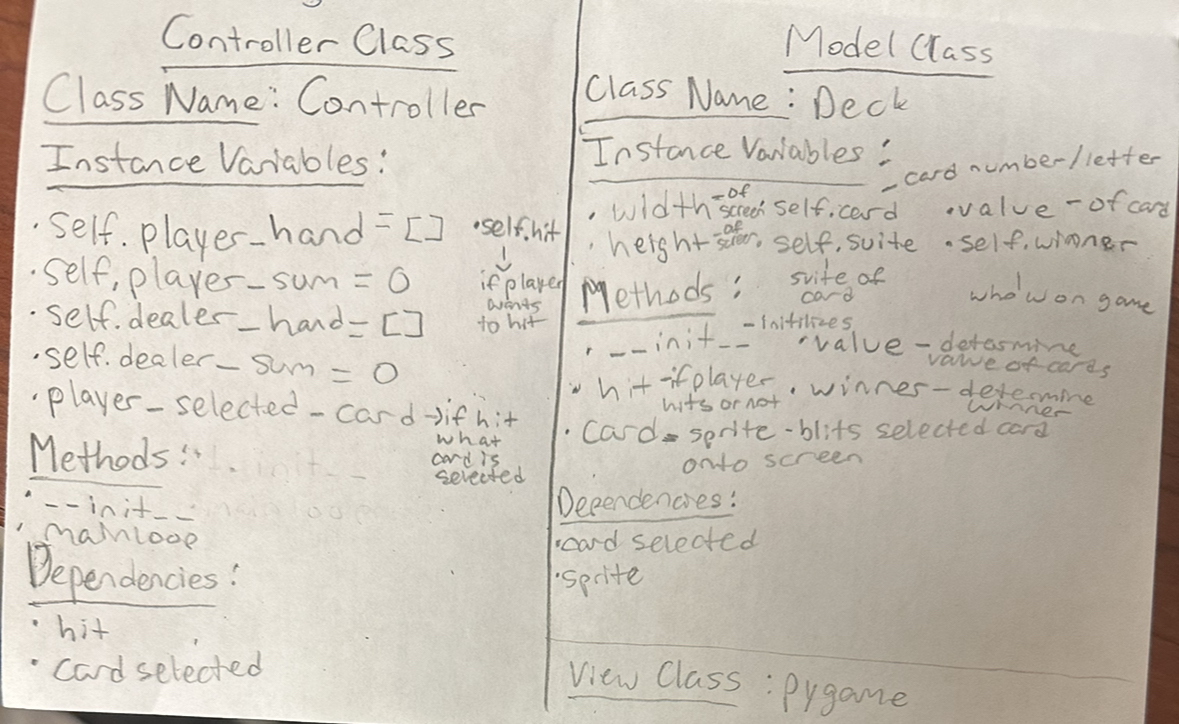 Controller Class
Class Name: Controller
Instance Variables:
• self.player_hand = []
• self.hit
↓
if player
wants
to hit
• self.player_sum = 0
• self.dealer_hand = []
• self.dealer_sum = 0
• player_selected_card → if hit
what
card is
selected
Methods:
• __init__
• mainloop
Dependencies:
• hit
• card selected
Model Class
Class Name: Deck
Instance Variables:
- card number/letter
• width - of screen self.card • value - of card
• height - of screen self.suite • self.winner
suite of
card
who won game
Methods:
• __init__ - initilizes • value - determine
value of cards
• hit - if player • winner - determine
hits or not winner
• card_sprite - blits selected card
onto screen
Dependencies:
• card selected
• sprite
View Class : pygame